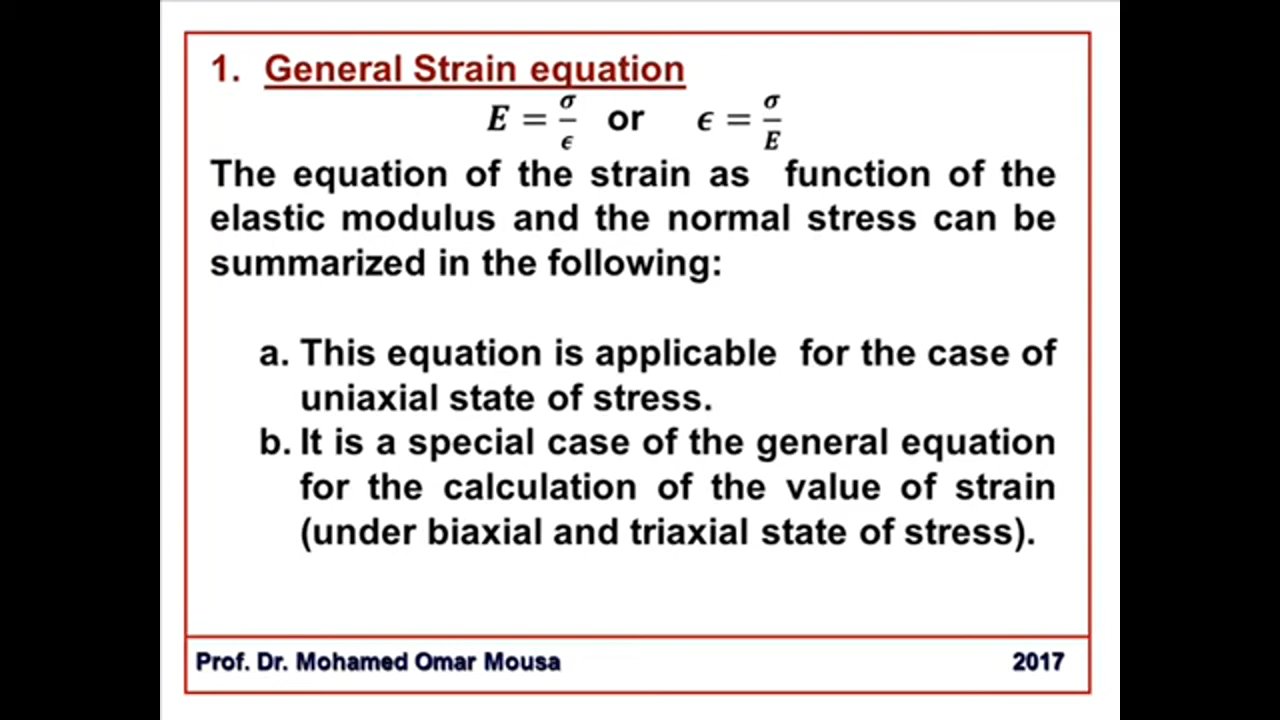 1. General Strain equation
E = σ/ϵ or ϵ = σ/E
The equation of the strain as function of the
elastic modulus and the normal stress can be
summarized in the following:
a. This equation is applicable for the case of
uniaxial state of stress.
b. It is a special case of the general equation
for the calculation of the value of strain
(under biaxial and triaxial state of stress).
Prof. Dr. Mohamed Omar Mousa 2017